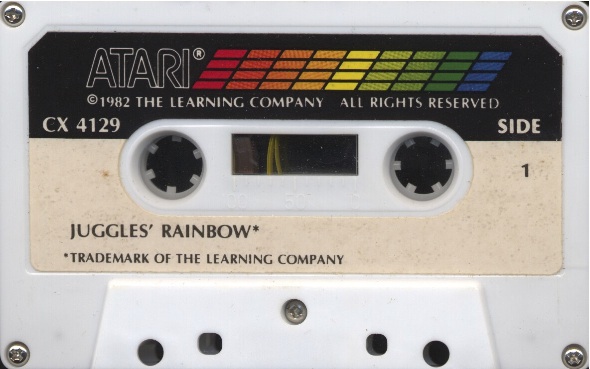 ATARI®
©1982 THE LEARNING COMPANY ALL RIGHTS RESERVED
CX 4129 SIDE
1
JUGGLES' RAINBOW*
*TRADEMARK OF THE LEARNING COMPANY